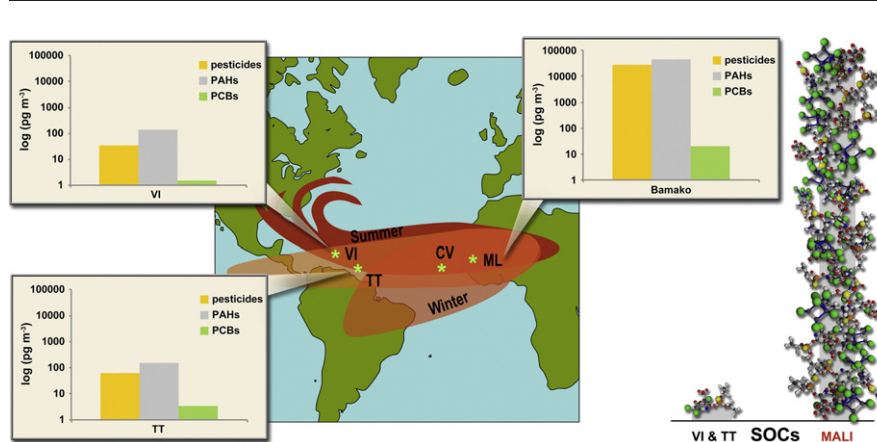 100000
10000
1000
100
10
1
log (pg m⁻³)
pesticides
PAHs
PCBs
VI
100000
10000
1000
100
10
1
log (pg m⁻³)
pesticides
PAHs
PCBs
Bamako
Summer
VI
TT
CV
ML
Winter
100000
10000
1000
100
10
1
log (pg m⁻³)
pesticides
PAHs
PCBs
TT
VI & TT SOCs MALI